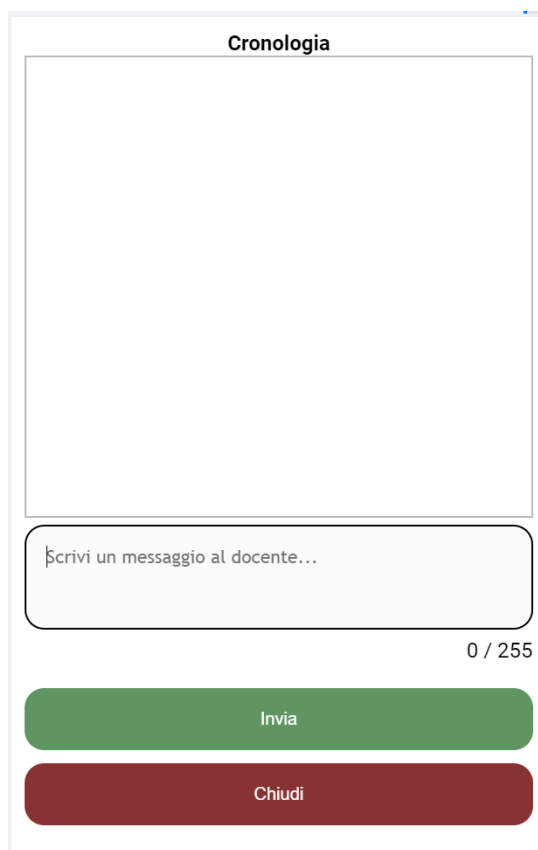 Cronologia
Scrivi un messaggio al docente...
0 / 255
Invia
Chiudi